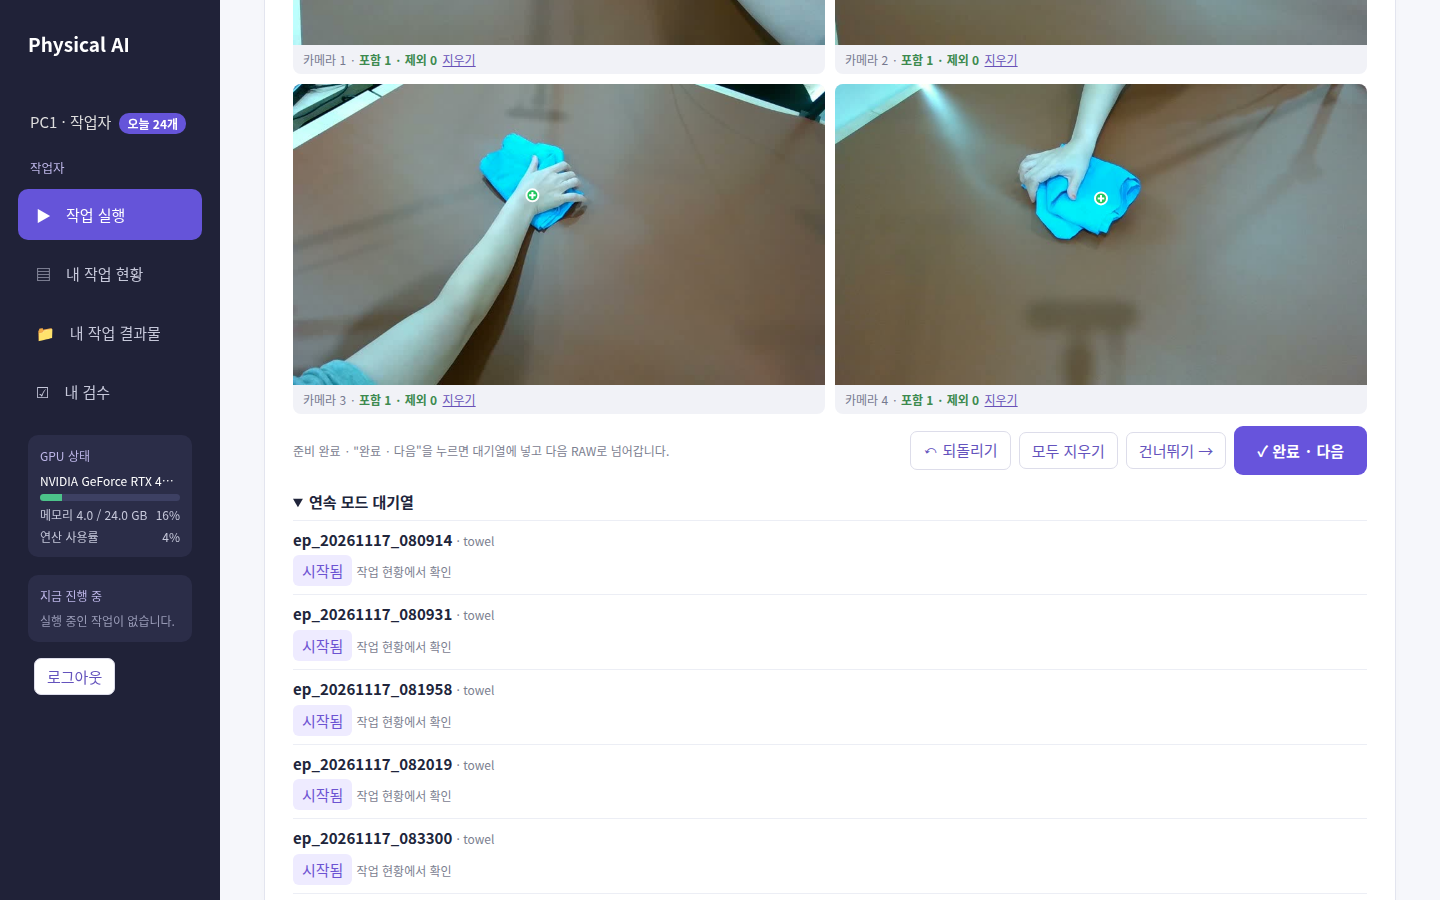 Physical AI
PC1 · 작업자 오늘 24개
작업자
▶ 작업 실행
▤ 내 작업 현황
📁 내 작업 결과물
☑ 내 검수
GPU 상태
NVIDIA GeForce RTX 4…
메모리 4.0 / 24.0 GB 16%
연산 사용률 4%
지금 진행 중
실행 중인 작업이 없습니다.
로그아웃
카메라 1 · 포함 1 · 제외 0 지우기
카메라 2 · 포함 1 · 제외 0 지우기
카메라 3 · 포함 1 · 제외 0 지우기
카메라 4 · 포함 1 · 제외 0 지우기
준비 완료 · "완료 · 다음"을 누르면 대기열에 넣고 다음 RAW로 넘어갑니다.
↶ 되돌리기
모두 지우기
건너뛰기 →
✓ 완료 · 다음
▼ 연속 모드 대기열
ep_20261117_080914 · towel
시작됨 작업 현황에서 확인
ep_20261117_080931 · towel
시작됨 작업 현황에서 확인
ep_20261117_081958 · towel
시작됨 작업 현황에서 확인
ep_20261117_082019 · towel
시작됨 작업 현황에서 확인
ep_20261117_083300 · towel
시작됨 작업 현황에서 확인